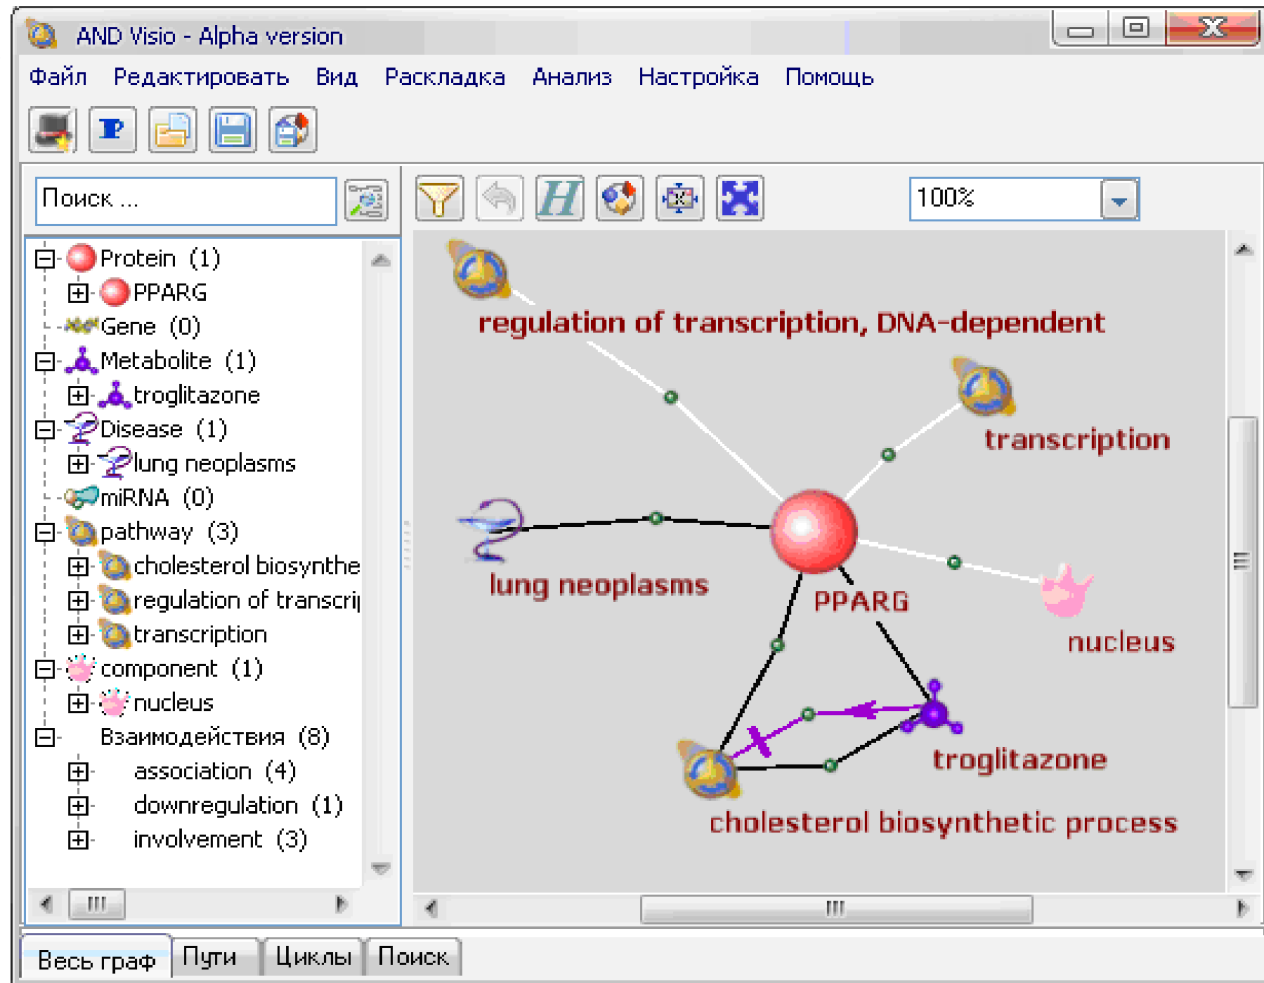 AND Visio - Alpha version
Файл Редактировать Вид Раскладка Анализ Настройка Помощь
P
Поиск ...
H
100%
Protein (1)
PPARG
Gene (0)
Metabolite (1)
troglitazone
Disease (1)
lung neoplasms
miRNA (0)
pathway (3)
cholesterol biosynthe
regulation of transcrip
transcription
component (1)
nucleus
Взаимодействия (8)
association (4)
downregulation (1)
involvement (3)
regulation of transcription, DNA-dependent
transcription
lung neoplasms
PPARG
nucleus
troglitazone
cholesterol biosynthetic process
Весь граф Пути Циклы Поиск